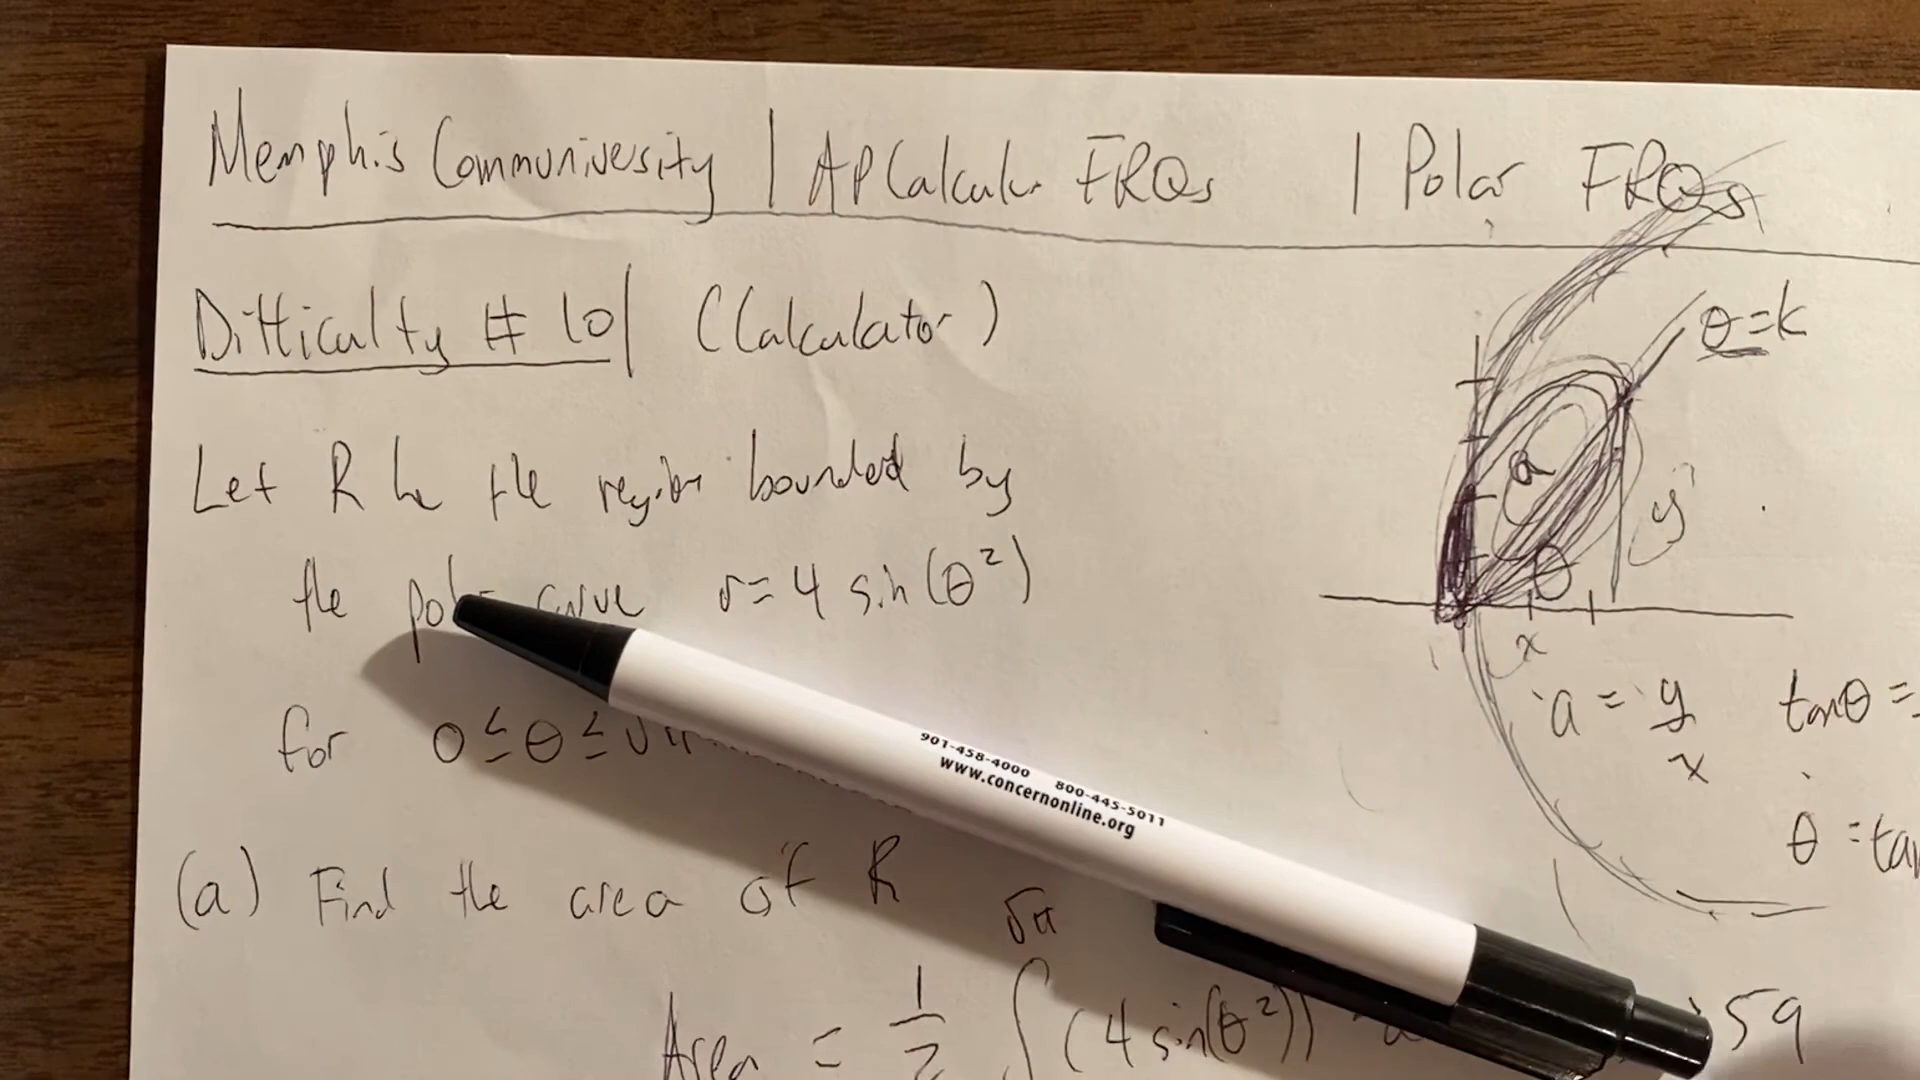 Memphis Communiversity | AP Calculus FRQs | Polar FRQs
Difficulty # 10 | (Calculator)
θ=k
Let R be the region bounded by
a
y
the curve r=4 sin(θ²)
θ
x
a = y/x tanθ =
for 0≤θ≤√π
901-458-4000 800-445-5011
www.concernonline.org
θ = tan
(a) Find the area of R
Area = 1/2 ∫ √π (4 sin(θ²)) 59